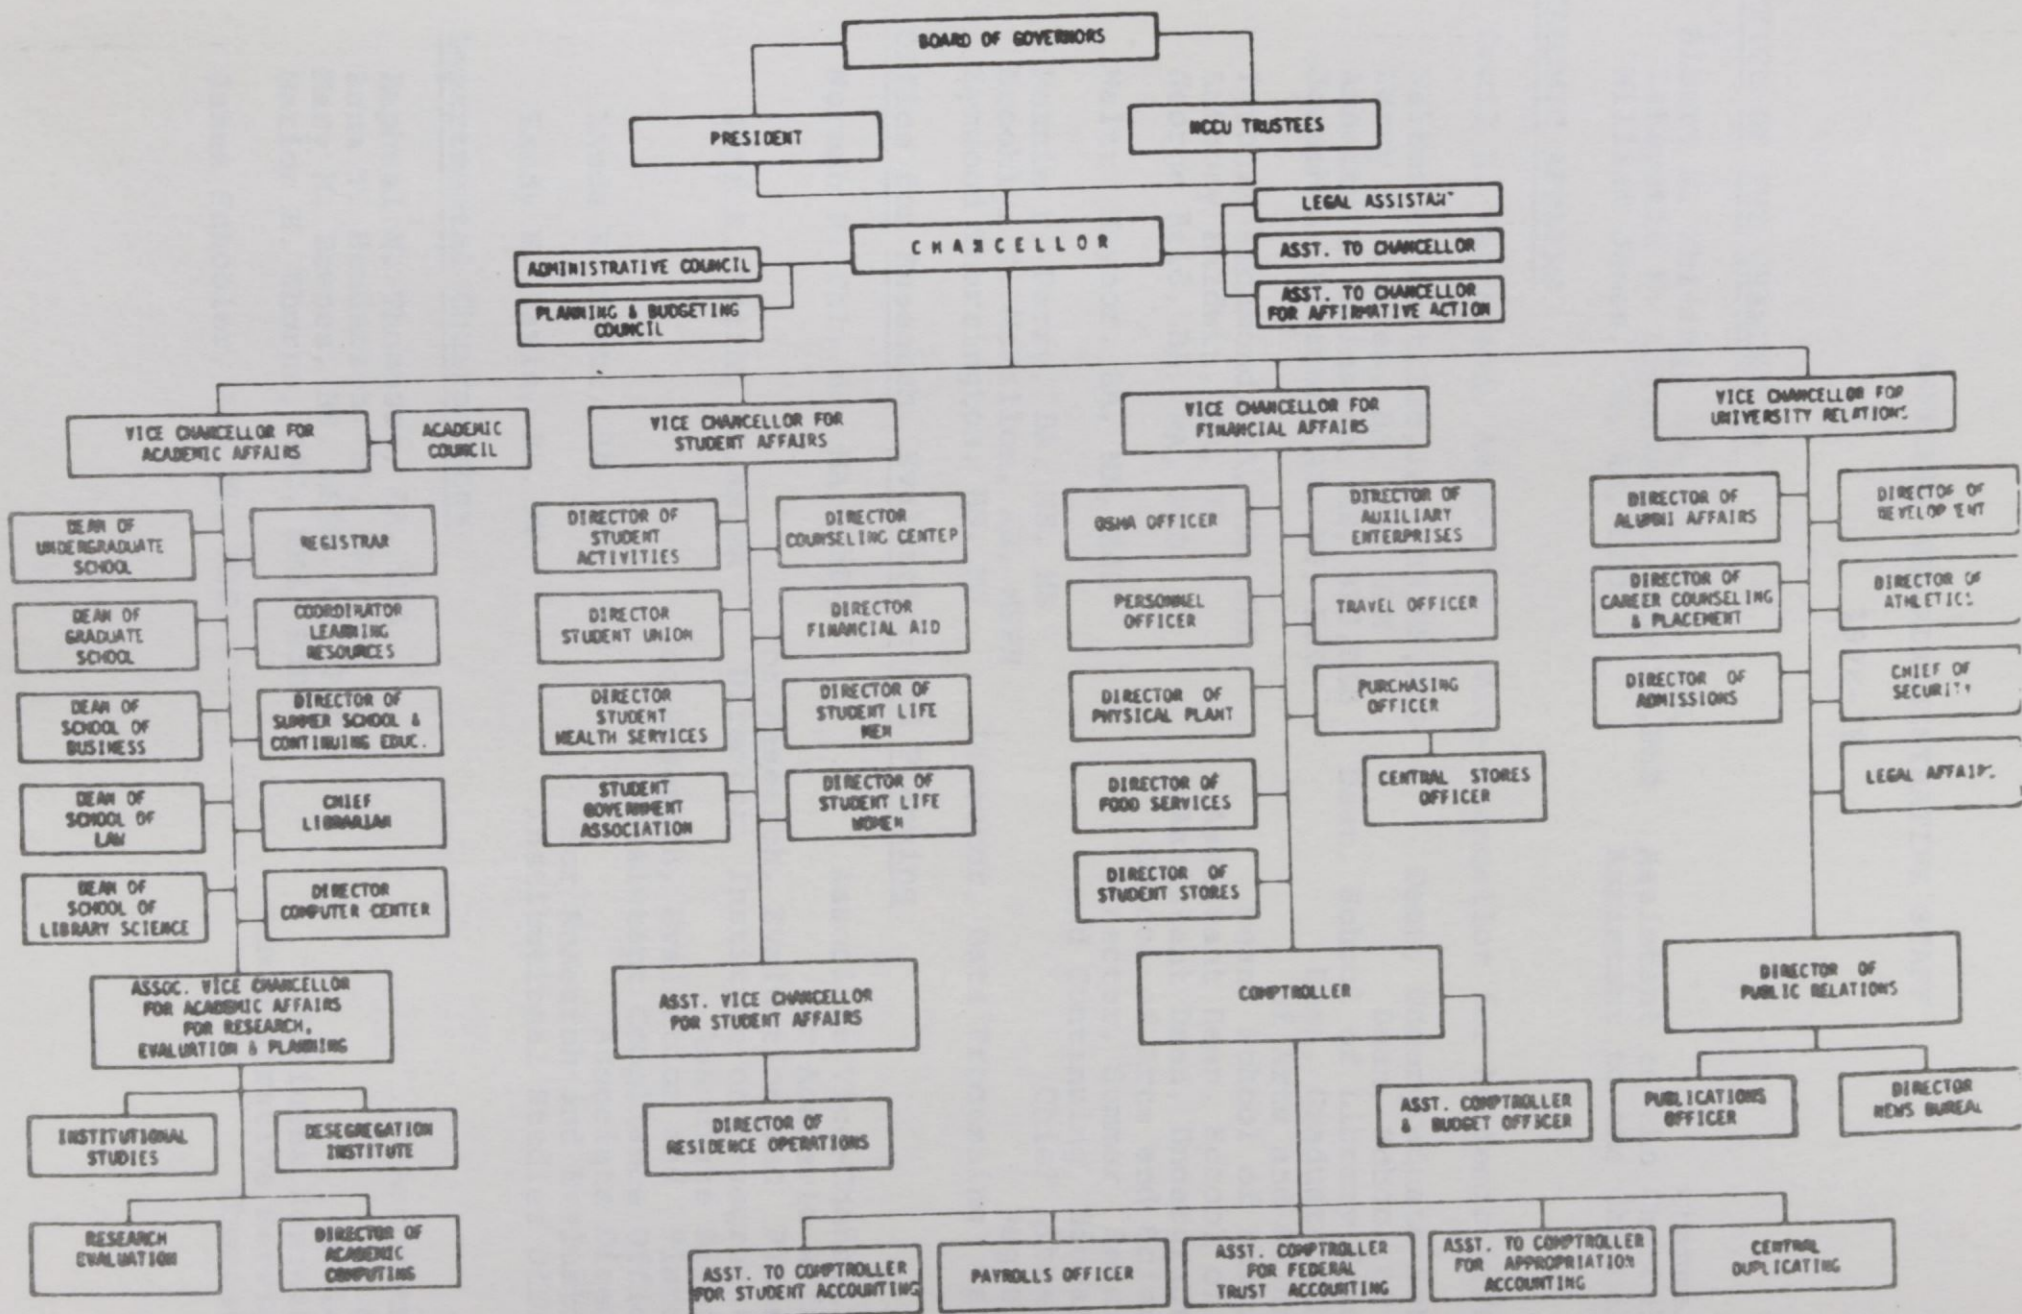 BOARD OF GOVERNORS
PRESIDENT
NCCU TRUSTEES
LEGAL ASSISTANT
CHANCELLOR
ASST. TO CHANCELLOR
ADMINISTRATIVE COUNCIL
ASST. TO CHANCELLOR
FOR AFFIRMATIVE ACTION
PLANNING & BUDGETING
COUNCIL
VICE CHANCELLOR FOR
ACADEMIC AFFAIRS
ACADEMIC
COUNCIL
VICE CHANCELLOR FOR
STUDENT AFFAIRS
VICE CHANCELLOR FOR
FINANCIAL AFFAIRS
VICE CHANCELLOR FOR
UNIVERSITY RELATIONS
DEAN OF
UNDERGRADUATE
SCHOOL
REGISTRAR
DEAN OF
GRADUATE
SCHOOL
COORDINATOR
LEARNING
RESOURCES
DEAN OF
SCHOOL OF
BUSINESS
DIRECTOR OF
SUMMER SCHOOL &
CONTINUING EDUC.
DEAN OF
SCHOOL OF
LAW
CHIEF
LIBRARIAN
DEAN OF
SCHOOL OF
LIBRARY SCIENCE
DIRECTOR
COMPUTER CENTER
ASSOC. VICE CHANCELLOR
FOR ACADEMIC AFFAIRS
FOR RESEARCH,
EVALUATION & PLANNING
INSTITUTIONAL
STUDIES
DESEGREGATION
INSTITUTE
RESEARCH
EVALUATION
DIRECTOR OF
ACADEMIC
COMPUTING
DIRECTOR OF
STUDENT
ACTIVITIES
DIRECTOR
COUNSELING CENTER
DIRECTOR
STUDENT UNION
DIRECTOR
FINANCIAL AID
DIRECTOR
STUDENT
HEALTH SERVICES
DIRECTOR OF
STUDENT LIFE
MEN
STUDENT
GOVERNMENT
ASSOCIATION
DIRECTOR OF
STUDENT LIFE
WOMEN
ASST. VICE CHANCELLOR
FOR STUDENT AFFAIRS
DIRECTOR OF
RESIDENCE OPERATIONS
OSHA OFFICER
DIRECTOR OF
AUXILIARY
ENTERPRISES
PERSONNEL
OFFICER
TRAVEL OFFICER
DIRECTOR OF
PHYSICAL PLANT
PURCHASING
OFFICER
DIRECTOR OF
FOOD SERVICES
CENTRAL STORES
OFFICER
DIRECTOR OF
STUDENT STORES
COMPTROLLER
ASST. COMPTROLLER
& BUDGET OFFICER
ASST. TO COMPTROLLER
FOR STUDENT ACCOUNTING
PAYROLLS OFFICER
ASST. COMPTROLLER
FOR FEDERAL
TRUST ACCOUNTING
ASST. TO COMPTROLLER
FOR APPROPRIATION
ACCOUNTING
CENTRAL
DUPLICATING
DIRECTOR OF
ALUMNI AFFAIRS
DIRECTOR OF
DEVELOPMENT
DIRECTOR OF
CAREER COUNSELING
& PLACEMENT
DIRECTOR OF
ATHLETICS
DIRECTOR OF
ADMISSIONS
CHIEF OF
SECURITY
LEGAL AFFAIRS
DIRECTOR OF
PUBLIC RELATIONS
PUBLICATIONS
OFFICER
DIRECTOR
NEWS BUREAU